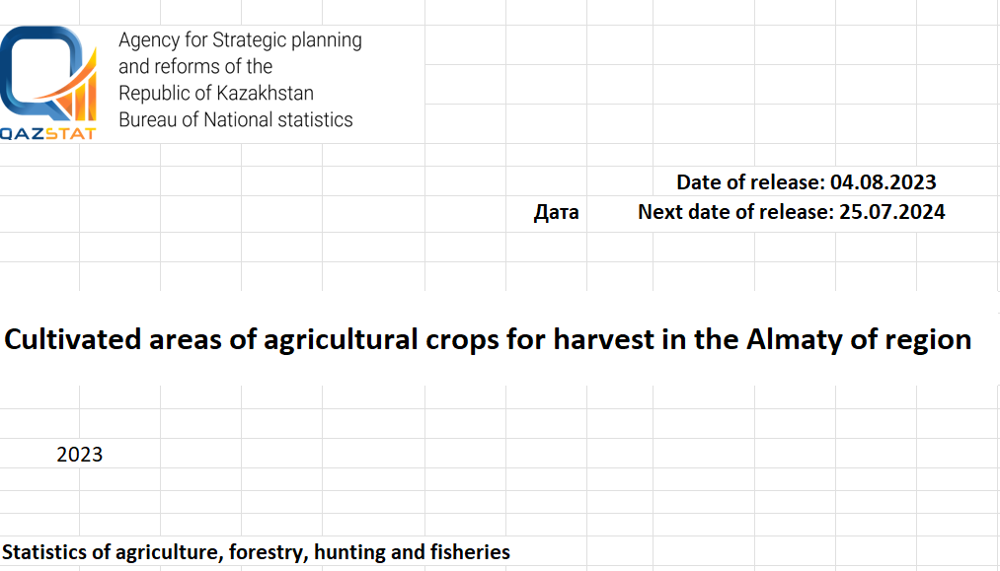 Agency for Strategic planning
and reforms of the
Republic of Kazakhstan
Bureau of National statistics
QAZSTAT
Date of release: 04.08.2023
Дата Next date of release: 25.07.2024
Cultivated areas of agricultural crops for harvest in the Almaty of region
2023
Statistics of agriculture, forestry, hunting and fisheries